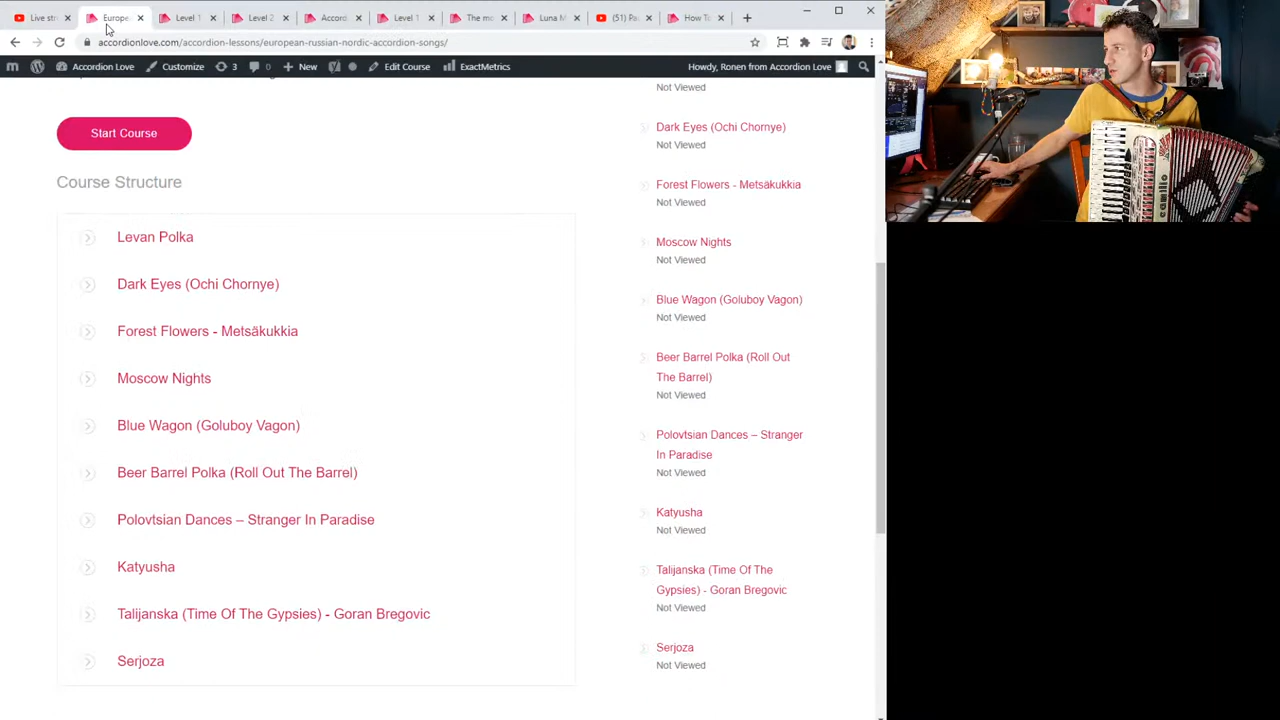 Live str
Europe
Level 1
Level 2
Accord
Level 1
The mo
Luna M
(51) Pa
How To
accordionlove.com/accordion-lessons/european-russian-nordic-accordion-songs/
Accordion Love
Customize
3
0
New
Edit Course
ExactMetrics
Howdy, Ronen from Accordion Love
Start Course
Course Structure
Levan Polka
Dark Eyes (Ochi Chornye)
Forest Flowers - Metsäkukkia
Moscow Nights
Blue Wagon (Goluboy Vagon)
Beer Barrel Polka (Roll Out The Barrel)
Polovtsian Dances – Stranger In Paradise
Katyusha
Talijanska (Time Of The Gypsies) - Goran Bregovic
Serjoza
Not Viewed
Dark Eyes (Ochi Chornye)
Not Viewed
Forest Flowers - Metsäkukkia
Not Viewed
Moscow Nights
Not Viewed
Blue Wagon (Goluboy Vagon)
Not Viewed
Beer Barrel Polka (Roll Out
The Barrel)
Not Viewed
Polovtsian Dances – Stranger
In Paradise
Not Viewed
Katyusha
Not Viewed
Talijanska (Time Of The
Gypsies) - Goran Bregovic
Not Viewed
Serjoza
Not Viewed